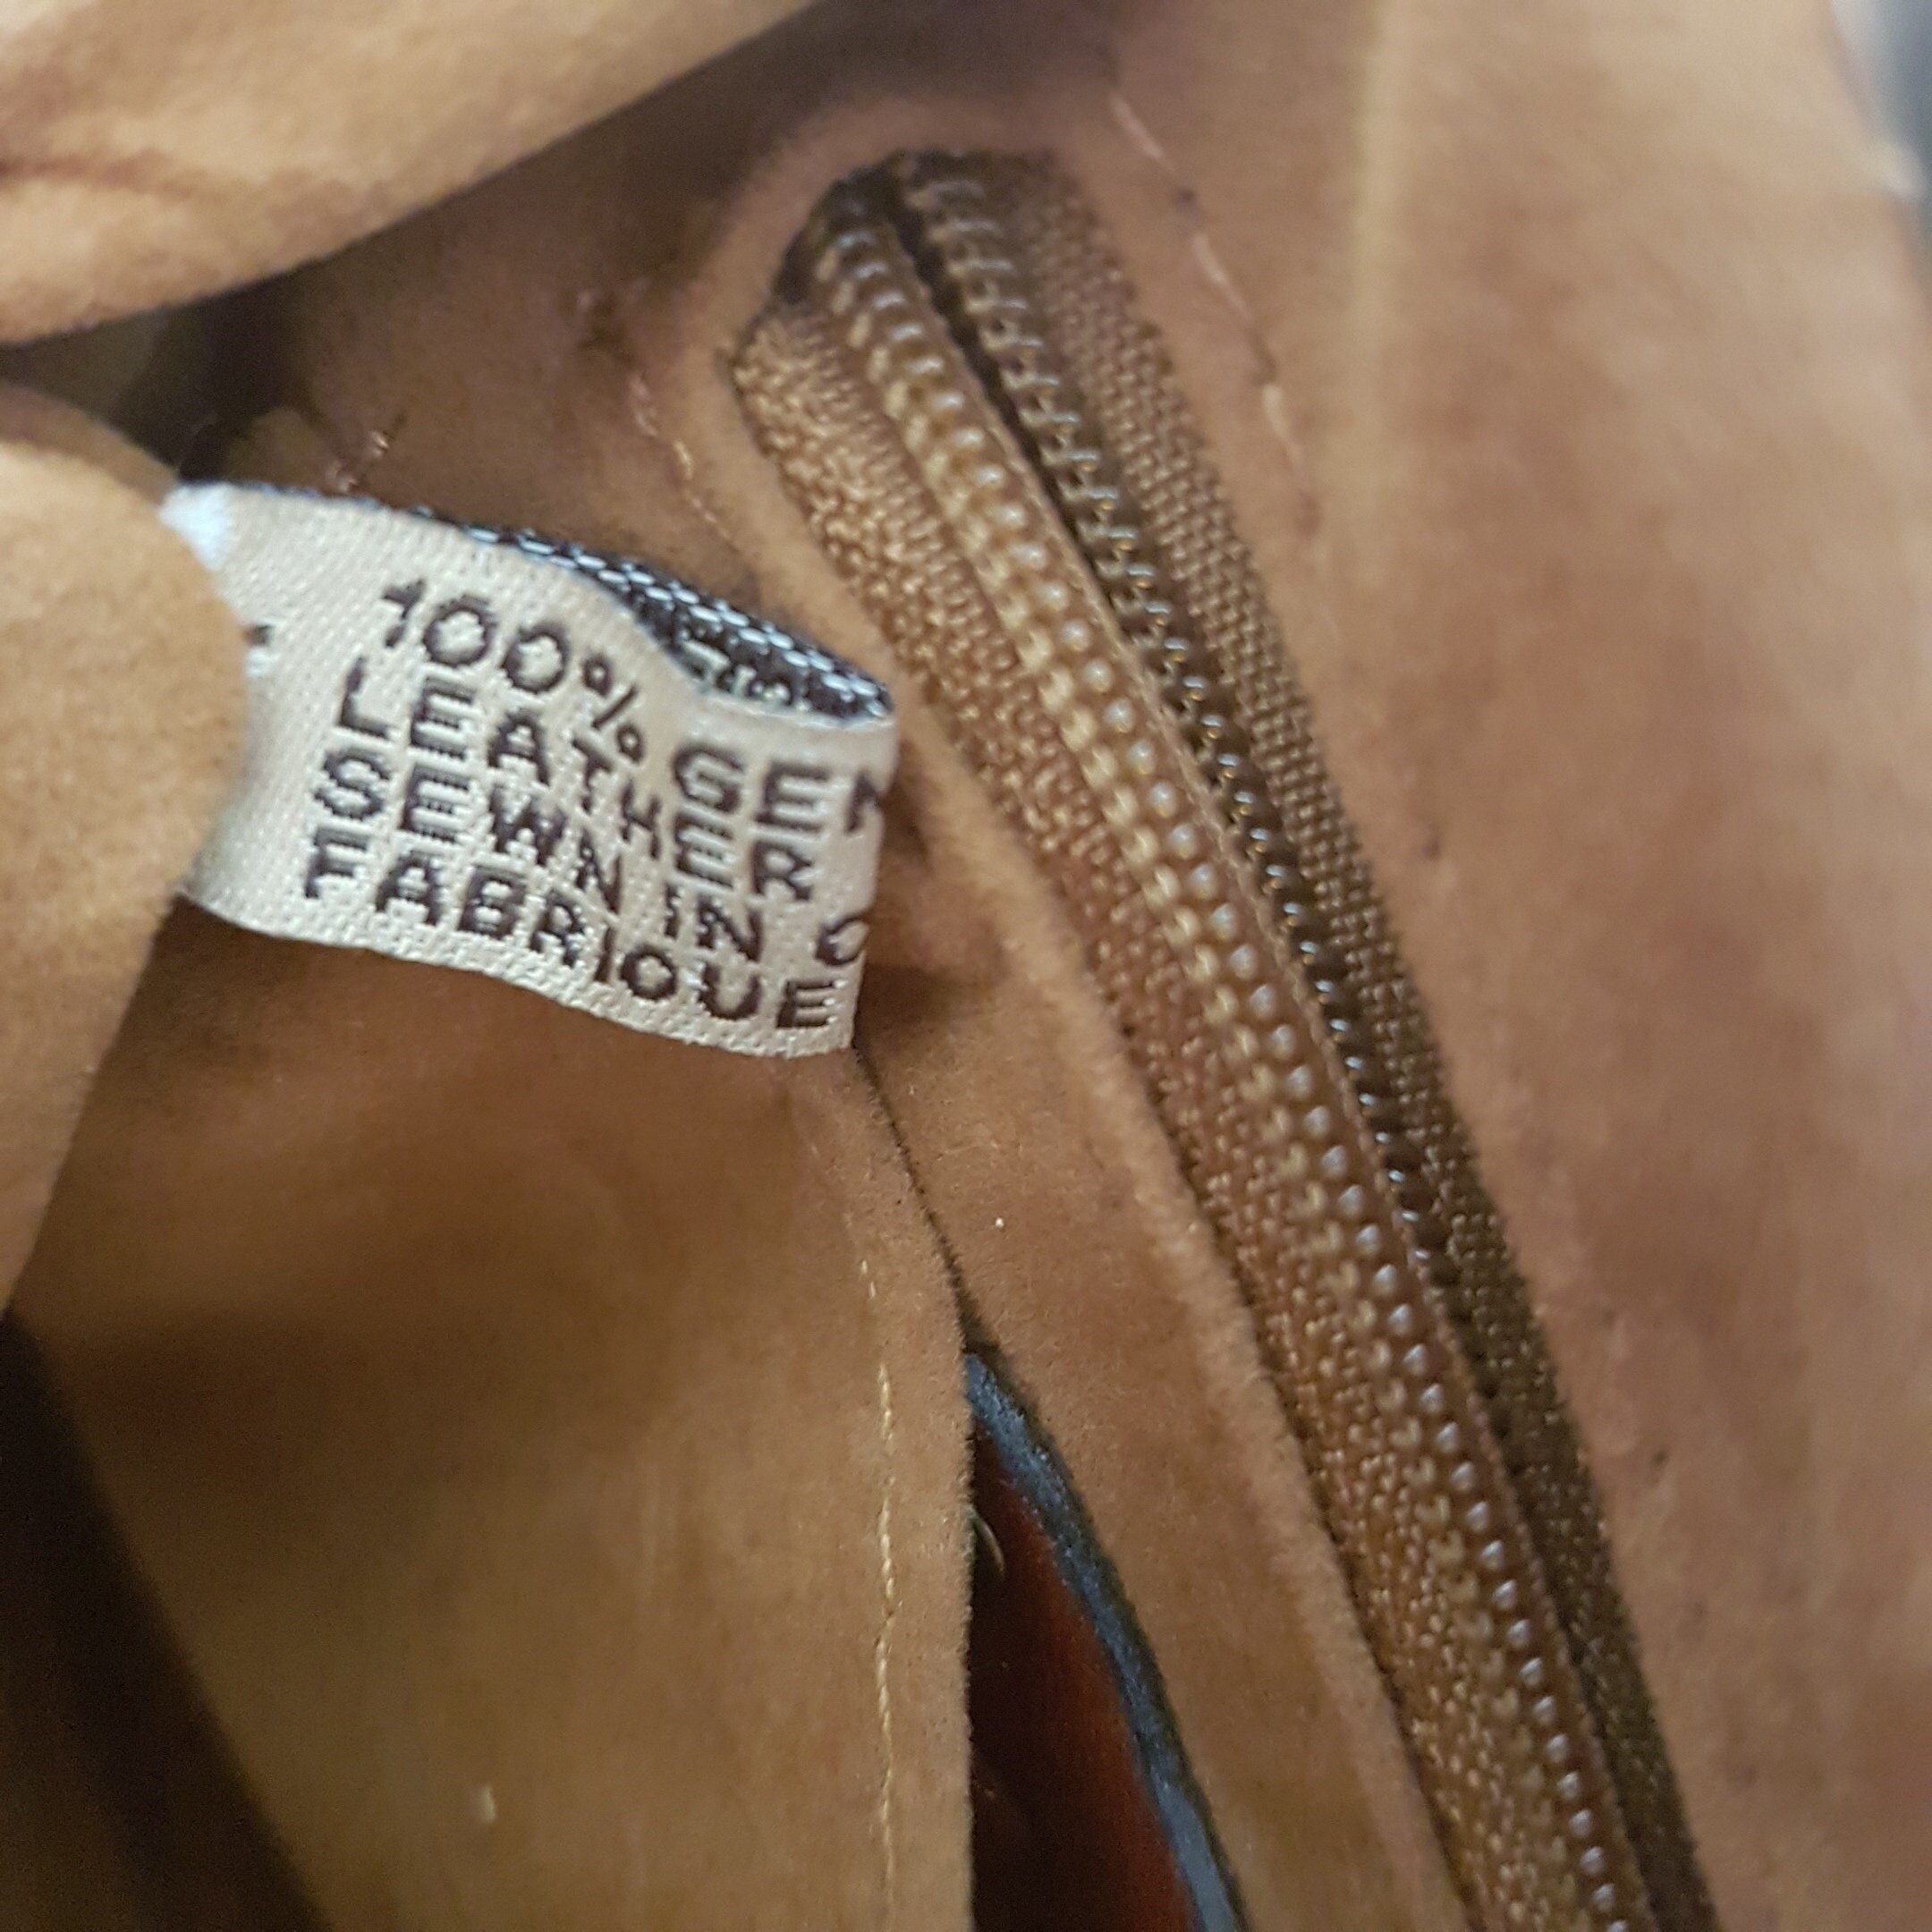 100% GEN
LEATHER
SEWN IN C
FABRIQUE